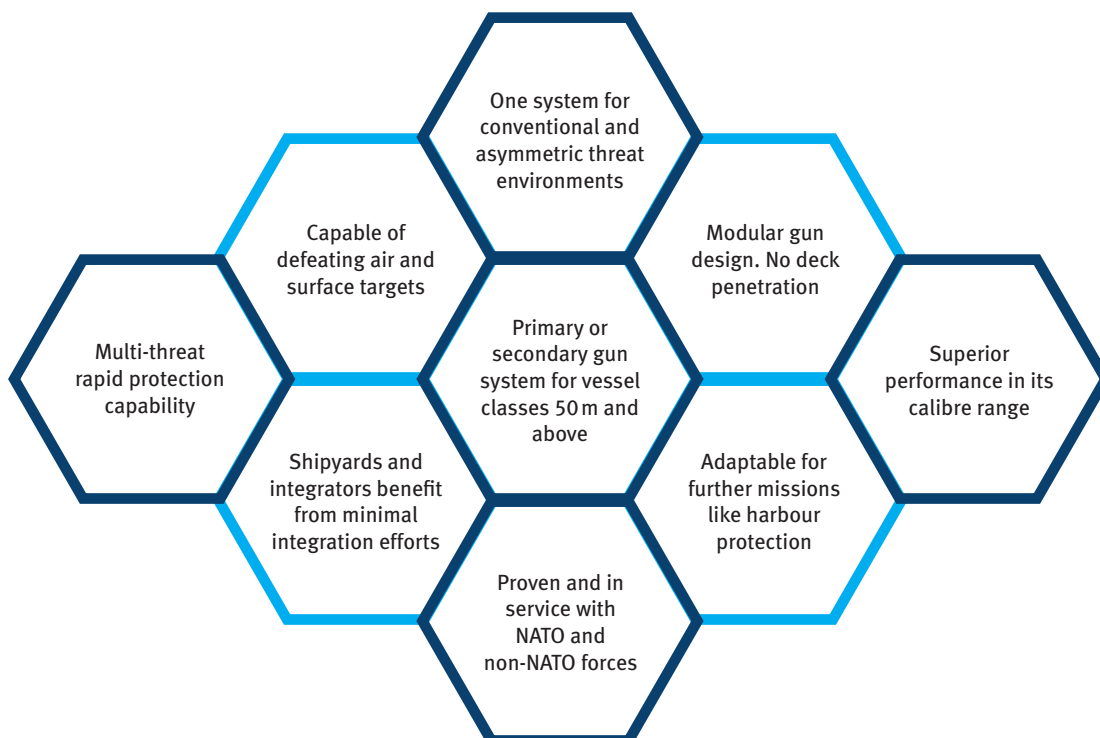 One system for
conventional and
asymmetric threat
environments
Capable of
defeating air and
surface targets
Modular gun
design. No deck
penetration
Multi-threat
rapid protection
capability
Primary or
secondary gun
system for vessel
classes 50 m and
above
Superior
performance in its
calibre range
Shipyards and
integrators benefit
from minimal
integration efforts
Adaptable for
further missions
like harbour
protection
Proven and in
service with
NATO and
non-NATO forces